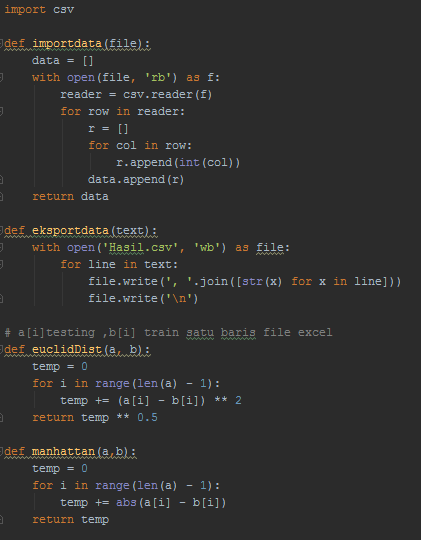 import csv
def importdata(file):
    data = []
    with open(file, 'rb') as f:
        reader = csv.reader(f)
        for row in reader:
            r = []
            for col in row:
                r.append(int(col))
            data.append(r)
    return data
def eksportdata(text):
    with open('Hasil.csv', 'wb') as file:
        for line in text:
            file.write(', '.join([str(x) for x in line]))
            file.write('\n')
# a[i]testing ,b[i] train satu baris file excel
def euclidDist(a, b):
    temp = 0
    for i in range(len(a) - 1):
        temp += (a[i] - b[i]) ** 2
    return temp ** 0.5
def manhattan(a,b):
    temp = 0
    for i in range(len(a) - 1):
        temp += abs(a[i] - b[i])
    return temp